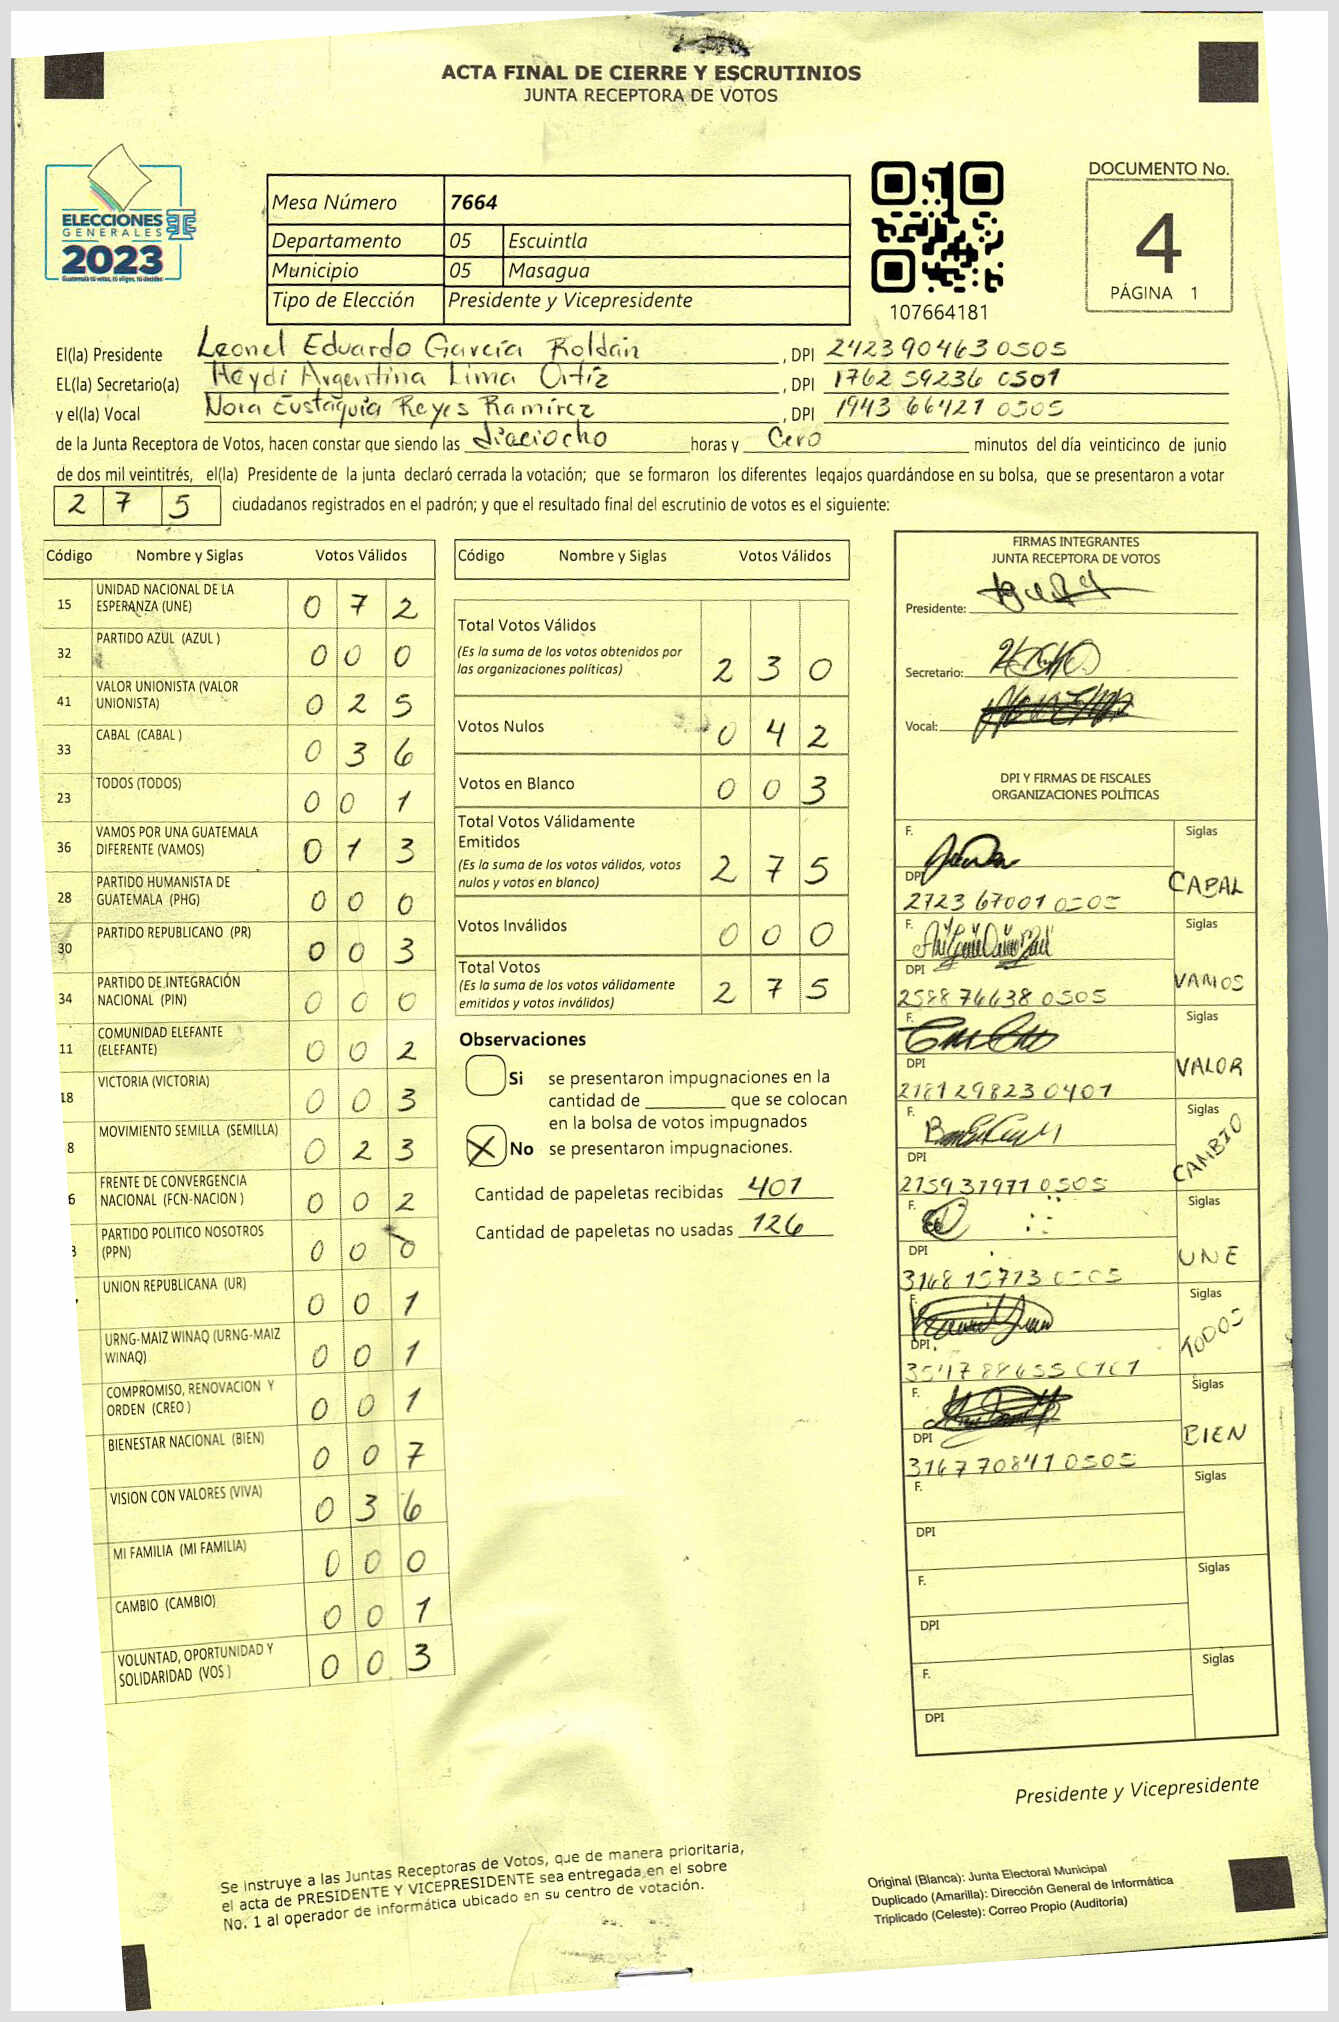 ACTA FINAL DE CIERRE Y ESCRUTINIOS
JUNTA RECEPTORA DE VOTOS
ELECCIONES
GENERALES
2023
Guatemala tú votas, tú eliges, tú decides
Mesa Número 7664
Departamento 05 Escuintla
Municipio 05 Masagua
Tipo de Elección Presidente y Vicepresidente
107664181
DOCUMENTO No.
4
PÁGINA 1
El(la) Presidente Leonel Eduardo García Roldán , DPI 2423904630505
EL(la) Secretario(a) Heydi Argentina Lima Ortíz , DPI 1762 59236 0501
y el(la) Vocal Nora Eustaquia Reyes Ramírez , DPI 1943 66421 0505
de la Junta Receptora de Votos, hacen constar que siendo las diaciocho horas y Cero minutos del día veinticinco de junio
de dos mil veintitrés, el(la) Presidente de la junta declaró cerrada la votación; que se formaron los diferentes legajos guardándose en su bolsa, que se presentaron a votar
2 7 5 ciudadanos registrados en el padrón; y que el resultado final del escrutinio de votos es el siguiente:
Código Nombre y Siglas Votos Válidos
15 UNIDAD NACIONAL DE LA ESPERANZA (UNE) 0 7 2
32 PARTIDO AZUL (AZUL ) 0 0 0
41 VALOR UNIONISTA (VALOR UNIONISTA) 0 2 5
33 CABAL (CABAL ) 0 3 6
23 TODOS (TODOS) 0 0 1
36 VAMOS POR UNA GUATEMALA DIFERENTE (VAMOS) 0 1 3
28 PARTIDO HUMANISTA DE GUATEMALA (PHG) 0 0 0
30 PARTIDO REPUBLICANO (PR) 0 0 3
34 PARTIDO DE INTEGRACIÓN NACIONAL (PIN) 0 0 0
11 COMUNIDAD ELEFANTE (ELEFANTE) 0 0 2
18 VICTORIA (VICTORIA) 0 0 3
8 MOVIMIENTO SEMILLA (SEMILLA) 0 2 3
6 FRENTE DE CONVERGENCIA NACIONAL (FCN-NACION ) 0 0 2
PARTIDO POLITICO NOSOTROS (PPN) 0 0 0
UNION REPUBLICANA (UR) 0 0 1
URNG-MAIZ WINAQ (URNG-MAIZ WINAQ) 0 0 1
COMPROMISO, RENOVACION Y ORDEN (CREO ) 0 0 1
BIENESTAR NACIONAL (BIEN) 0 0 7
VISION CON VALORES (VIVA) 0 3 6
MI FAMILIA (MI FAMILIA) 0 0 0
CAMBIO (CAMBIO) 0 0 1
VOLUNTAD, OPORTUNIDAD Y SOLIDARIDAD (VOS ) 0 0 3
Código Nombre y Siglas Votos Válidos
Total Votos Válidos
(Es la suma de los votos obtenidos por
las organizaciones políticas) 2 3 0
Votos Nulos 0 4 2
Votos en Blanco 0 0 3
Total Votos Válidamente
Emitidos
(Es la suma de los votos válidos, votos
nulos y votos en blanco) 2 7 5
Votos Inválidos 0 0 0
Total Votos
(Es la suma de los votos válidamente
emitidos y votos inválidos) 2 7 5
Observaciones
Si se presentaron impugnaciones en la
cantidad de ________ que se colocan
en la bolsa de votos impugnados
X No se presentaron impugnaciones.
Cantidad de papeletas recibidas 401
Cantidad de papeletas no usadas 126
FIRMAS INTEGRANTES
JUNTA RECEPTORA DE VOTOS
Presidente:
Secretario:
Vocal:
DPI Y FIRMAS DE FISCALES
ORGANIZACIONES POLÍTICAS
F. Siglas
DPI CABAL
2723 67001 0505
F. Siglas
DPI VAMOS
2588 76638 0505
F. Siglas
DPI VALOR
2181 29823 0401
F. Siglas
DPI CAMBIO
2159 37971 0505
F. Siglas
DPI UNE
3168 15713 0505
F. Siglas
DPI TODOS
F. Siglas
DPI BIEN
3167 70841 0505
F. Siglas
DPI
F. Siglas
DPI
F. Siglas
DPI
Presidente y Vicepresidente
Se instruye a las Juntas Receptoras de Votos, que de manera prioritaria,
el acta de PRESIDENTE Y VICEPRESIDENTE sea entregada en el sobre
No. 1 al operador de informática ubicado en su centro de votación.
Original (Blanca): Junta Electoral Municipal
Duplicado (Amarilla): Dirección General de Informática
Triplicado (Celeste): Correo Propio (Auditoria)